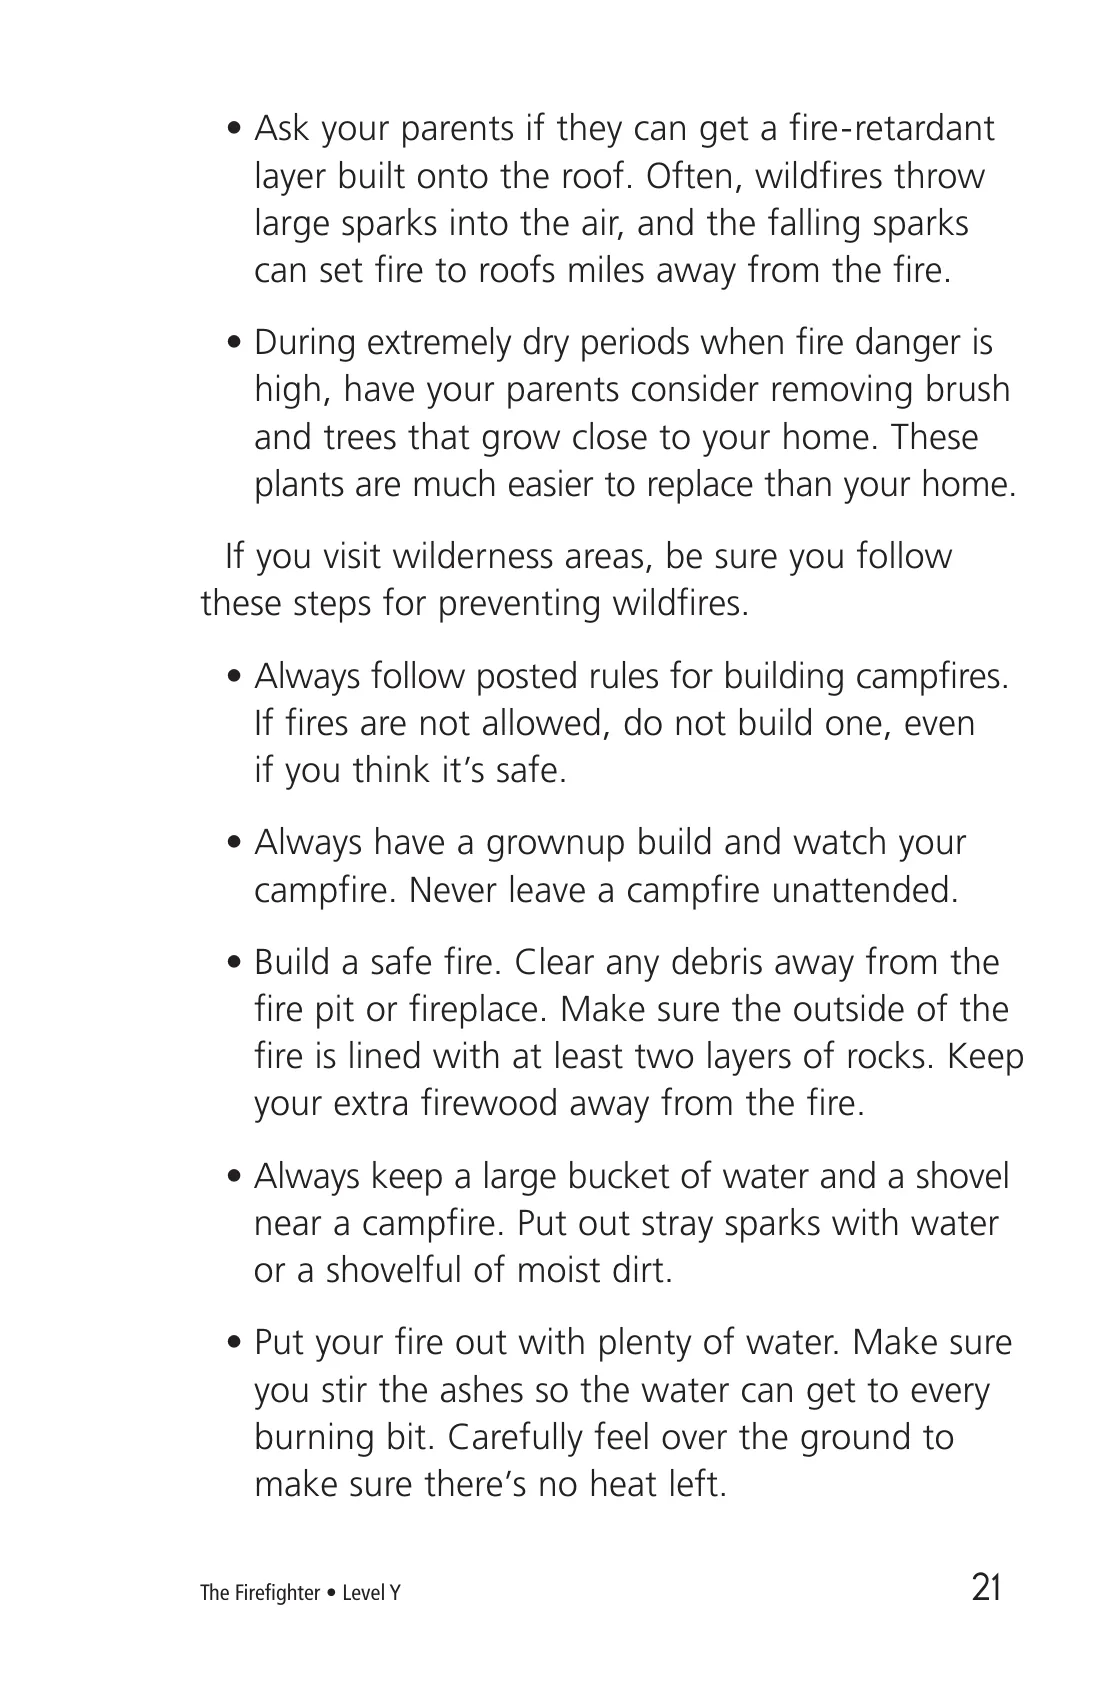 • Ask your parents if they can get a fire-retardant
layer built onto the roof. Often, wildfires throw
large sparks into the air, and the falling sparks
can set fire to roofs miles away from the fire.
• During extremely dry periods when fire danger is
high, have your parents consider removing brush
and trees that grow close to your home. These
plants are much easier to replace than your home.
If you visit wilderness areas, be sure you follow
these steps for preventing wildfires.
• Always follow posted rules for building campfires.
If fires are not allowed, do not build one, even
if you think it’s safe.
• Always have a grownup build and watch your
campfire. Never leave a campfire unattended.
• Build a safe fire. Clear any debris away from the
fire pit or fireplace. Make sure the outside of the
fire is lined with at least two layers of rocks. Keep
your extra firewood away from the fire.
• Always keep a large bucket of water and a shovel
near a campfire. Put out stray sparks with water
or a shovelful of moist dirt.
• Put your fire out with plenty of water. Make sure
you stir the ashes so the water can get to every
burning bit. Carefully feel over the ground to
make sure there’s no heat left.
The Firefighter • Level Y 21